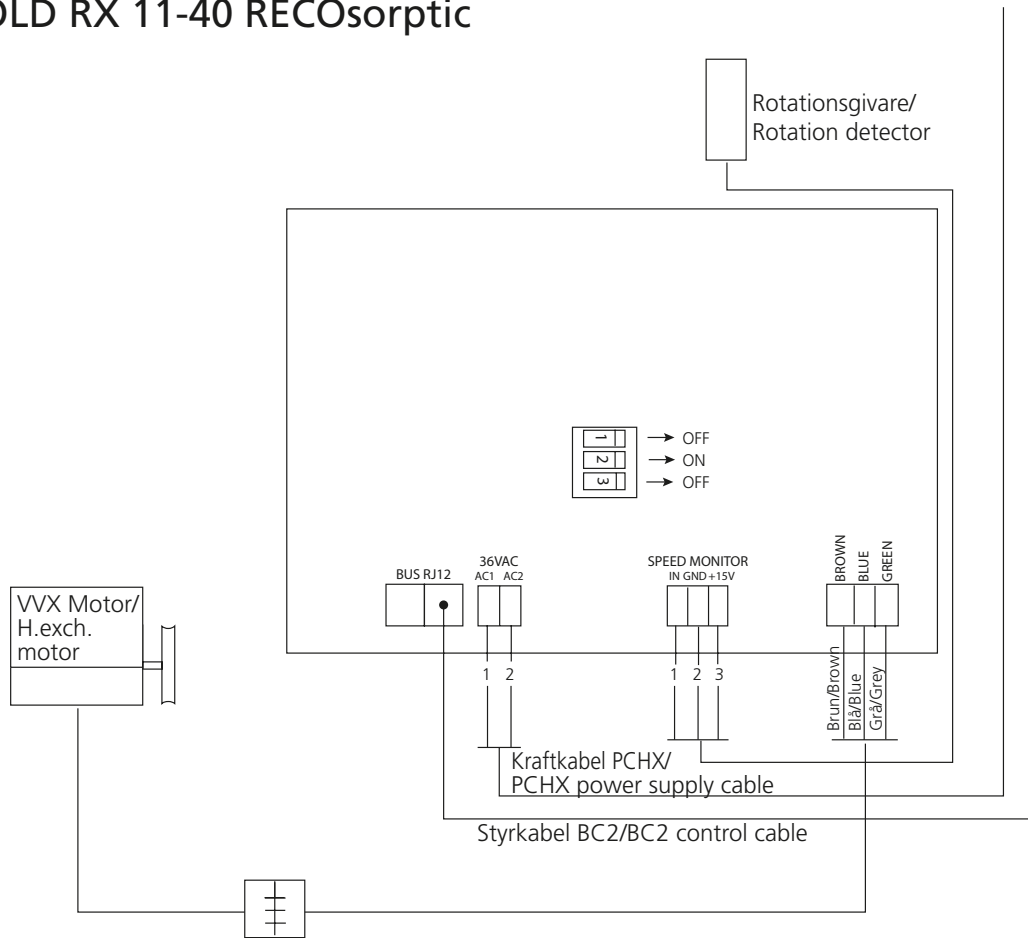 OLD RX 11-40 RECOsorptic
Rotationsgivare/
Rotation detector
1 OFF
2 ON
3 OFF
BUS RJ12
36VAC
AC1 AC2
SPEED MONITOR
IN GND +15V
BROWN
BLUE
GREEN
VVX Motor/
H.exch.
motor
1 2
1 2 3
Brun/Brown
Blå/Blue
Grå/Grey
Kraftkabel PCHX/
PCHX power supply cable
Styrkabel BC2/BC2 control cable